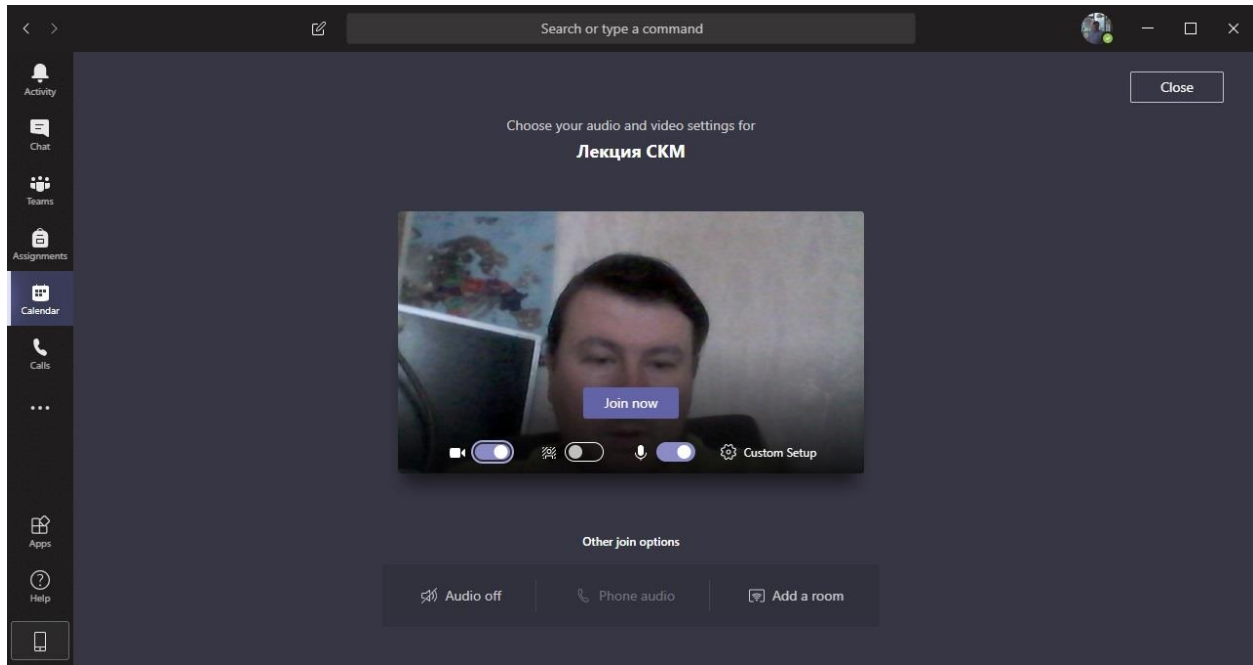 Search or type a command
Activity
Chat
Teams
Assignments
Calendar
Calls
Apps
Help
Close
Choose your audio and video settings for
Лекция СКМ
Join now
Custom Setup
Other join options
Audio off
Phone audio
Add a room